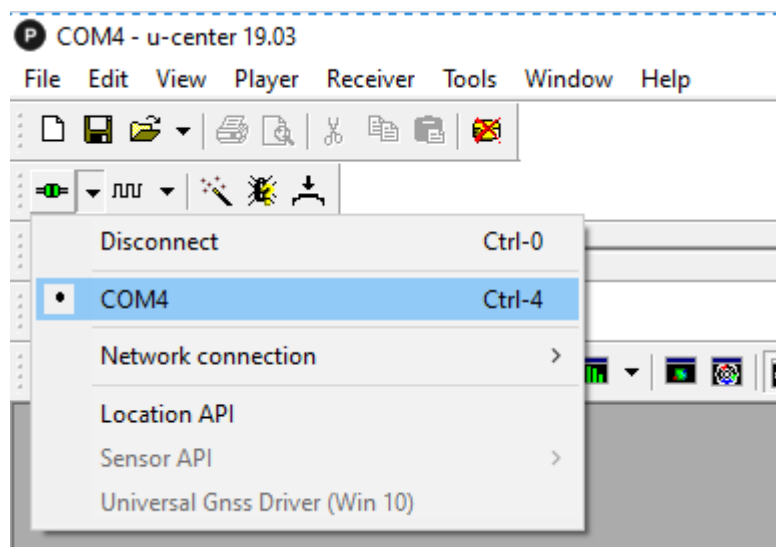 P COM4 - u-center 19.03
File Edit View Player Receiver Tools Window Help
Disconnect Ctrl-0
COM4 Ctrl-4
Network connection
Location API
Sensor API
Universal Gnss Driver (Win 10)